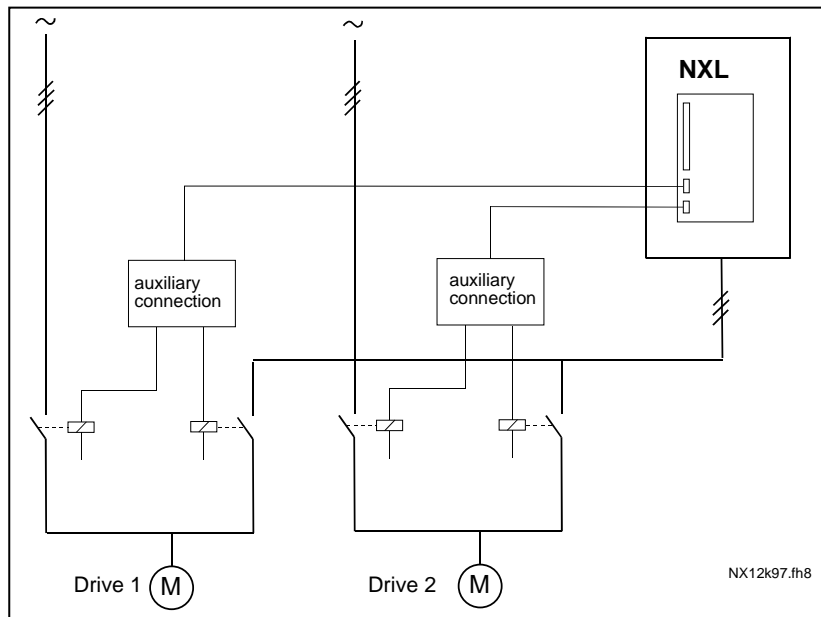 ~
~
NXL
auxiliary
connection
auxiliary
connection
Drive 1
M
Drive 2
M
NX12k97.fh8